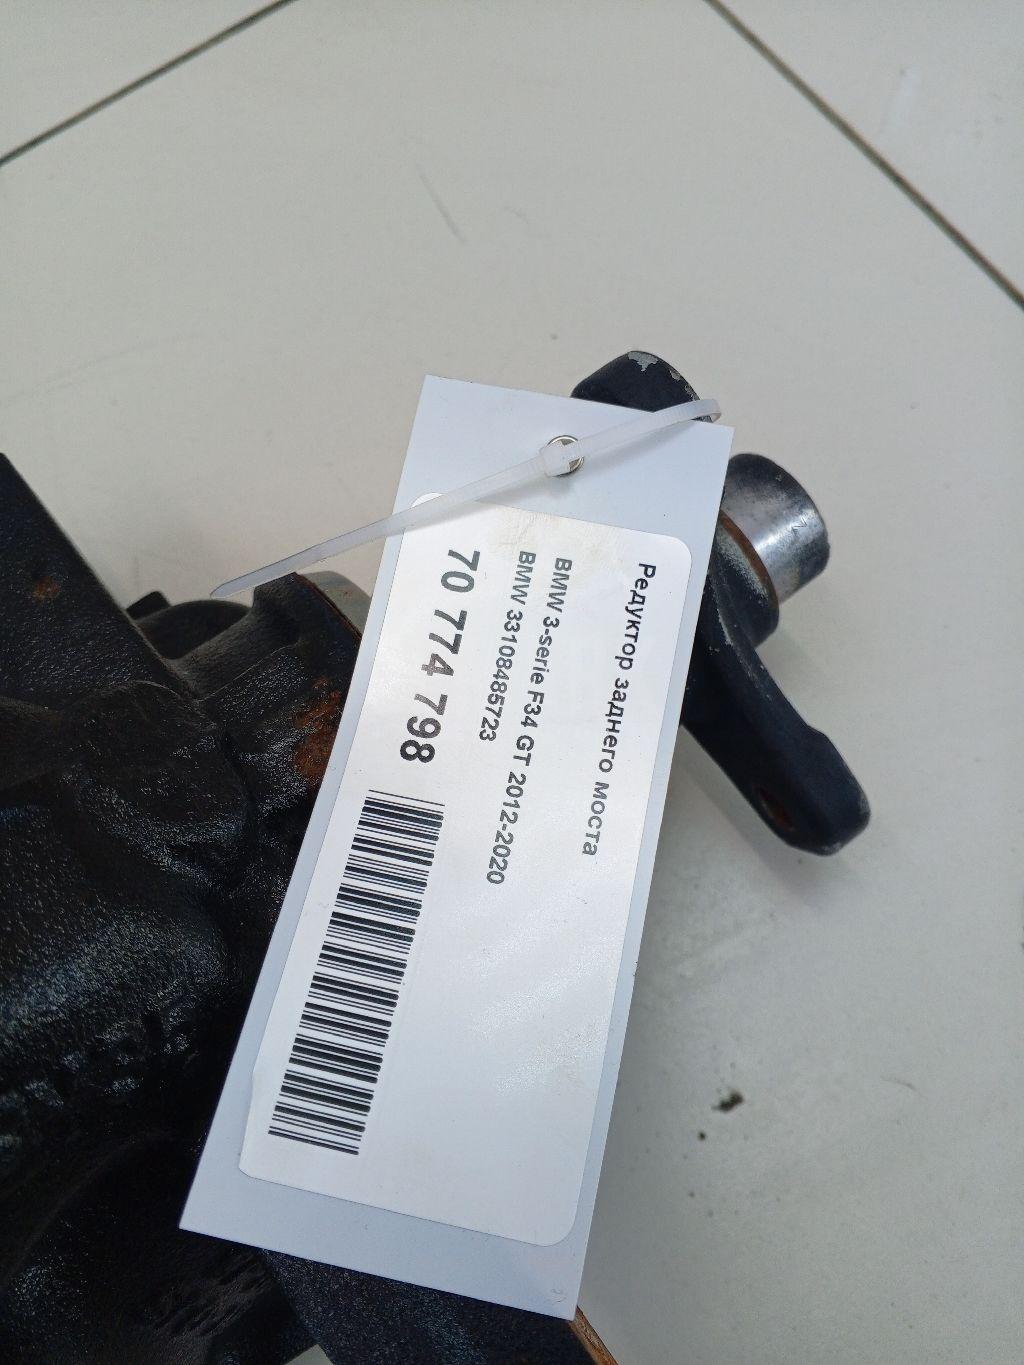 Редуктор заднего моста
BMW 3-serie F34 GT 2012-2020
BMW 33108485723
70 774 798